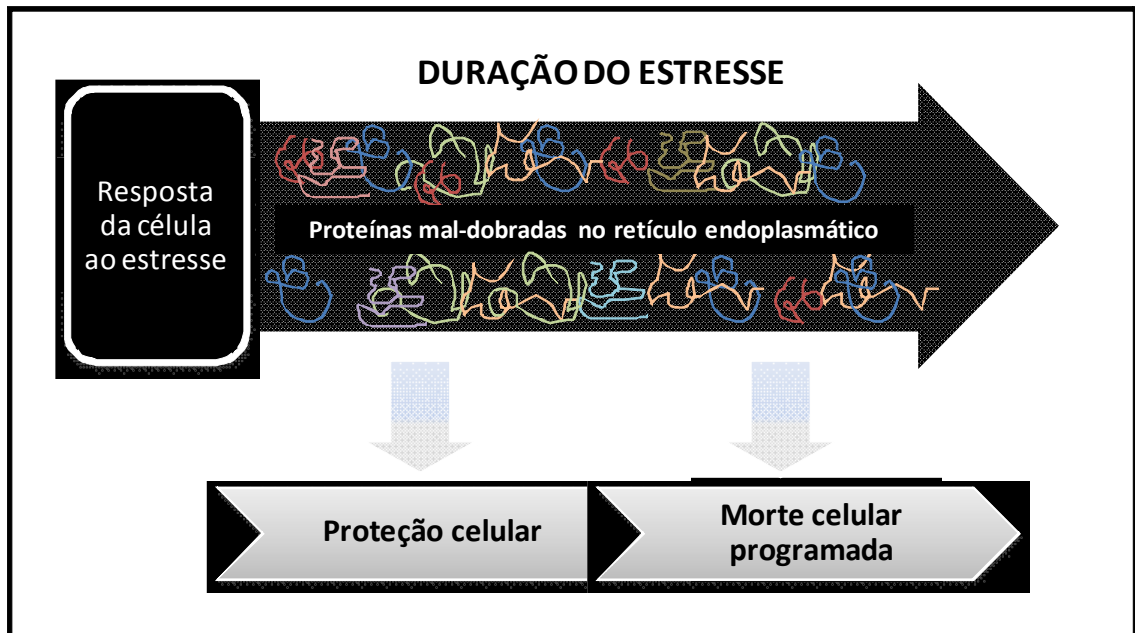 DURAÇÃO DO ESTRESSE
Resposta
da célula
ao estresse
Proteínas mal-dobradas no retículo endoplasmático
Proteção celular
Morte celular
programada